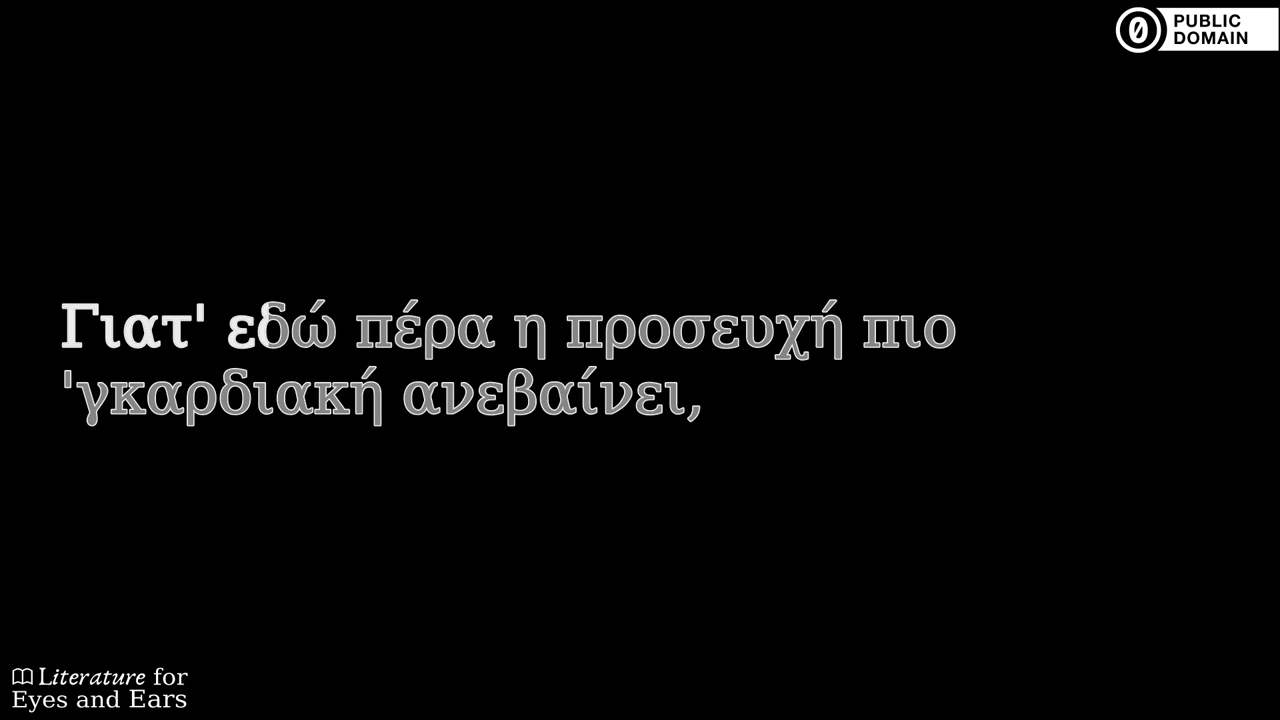 PUBLIC
DOMAIN
Γιατ' εδώ πέρα η προσευχή πιο
'γκαρδιακή ανεβαίνει,
Literature for
Eyes and Ears